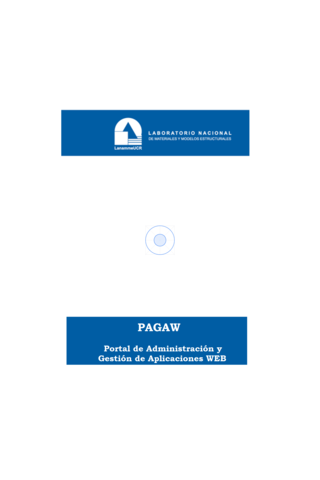 LABORATORIO NACIONAL
DE MATERIALES Y MODELOS ESTRUCTURALES
LanammeUCR
PAGAW
Portal de Administración y
Gestión de Aplicaciones WEB